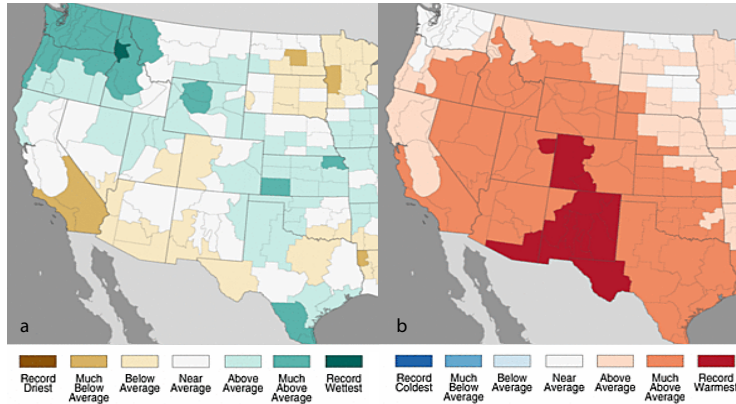 a
b
Record Driest
Much Below Average
Below Average
Near Average
Above Average
Much Above Average
Record Wettest
Record Coldest
Much Below Average
Below Average
Near Average
Above Average
Much Above Average
Record Warmest